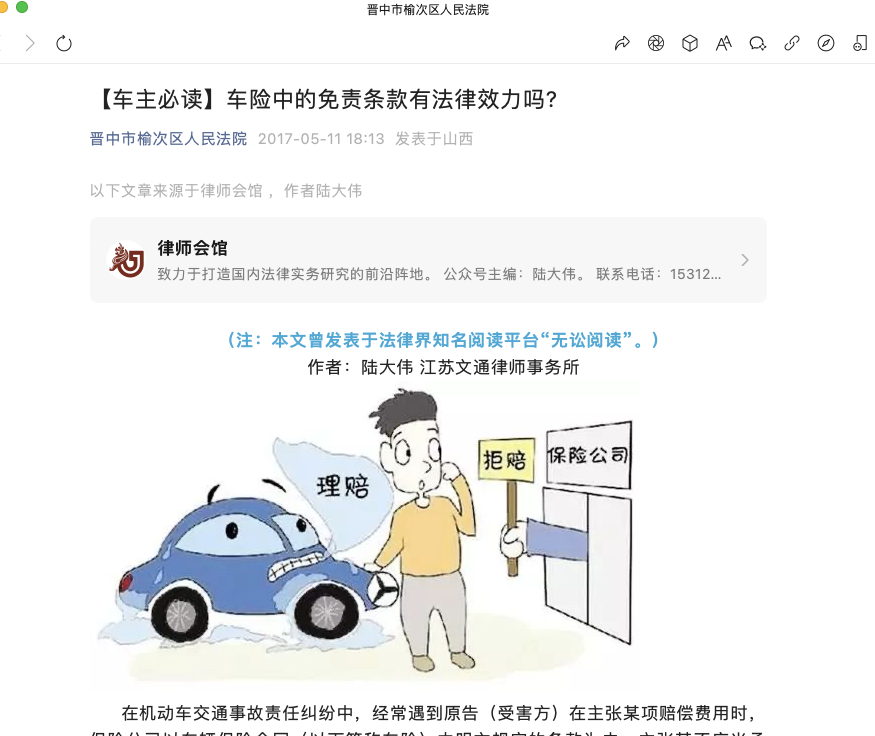 晋中市榆次区人民法院
【车主必读】车险中的免责条款有法律效力吗?
晋中市榆次区人民法院 2017-05-11 18:13 发表于山西
以下文章来源于律师会馆 ，作者陆大伟
律师会馆
致力于打造国内法律实务研究的前沿阵地。 公众号主编：陆大伟。 联系电话：15312...
（注：本文曾发表于法律界知名阅读平台“无讼阅读”。）
作者：陆大伟 江苏文通律师事务所
理赔
拒赔
保险公司
在机动车交通事故责任纠纷中，经常遇到原告（受害方）在主张某项赔偿费用时，